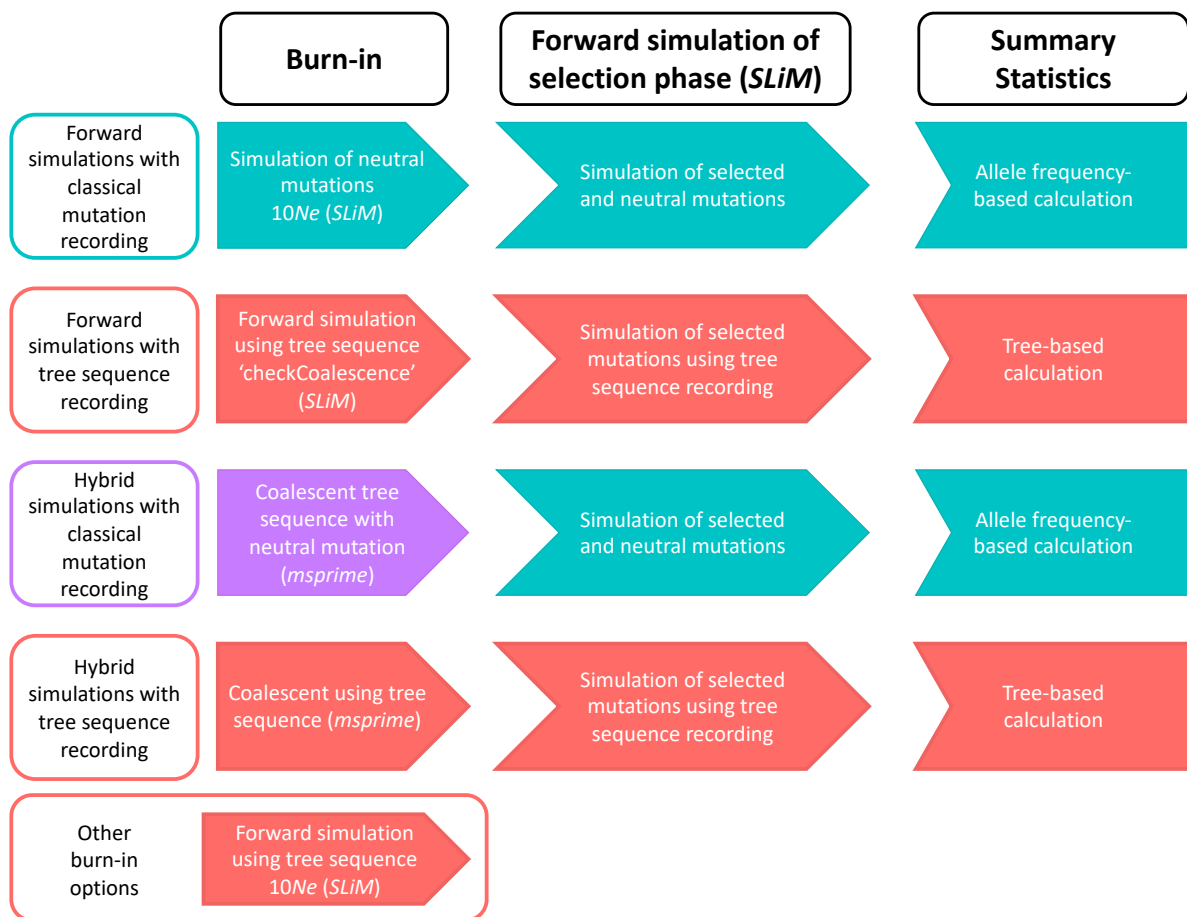 Burn-in
Forward simulation of
selection phase (SLiM)
Summary
Statistics
Forward
simulations with
classical
mutation
recording
Simulation of neutral
mutations
10Ne (SLiM)
Simulation of selected
and neutral mutations
Allele frequency-
based calculation
Forward
simulations with
tree sequence
recording
Forward simulation
using tree sequence
‘checkCoalescence’
(SLiM)
Simulation of selected
mutations using tree
sequence recording
Tree-based
calculation
Hybrid
simulations with
classical
mutation
recording
Coalescent tree
sequence with
neutral mutation
(msprime)
Simulation of selected
and neutral mutations
Allele frequency-
based calculation
Hybrid
simulations with
tree sequence
recording
Coalescent using tree
sequence (msprime)
Simulation of selected
mutations using tree
sequence recording
Tree-based
calculation
Other
burn-in
options
Forward simulation
using tree sequence
10Ne (SLiM)